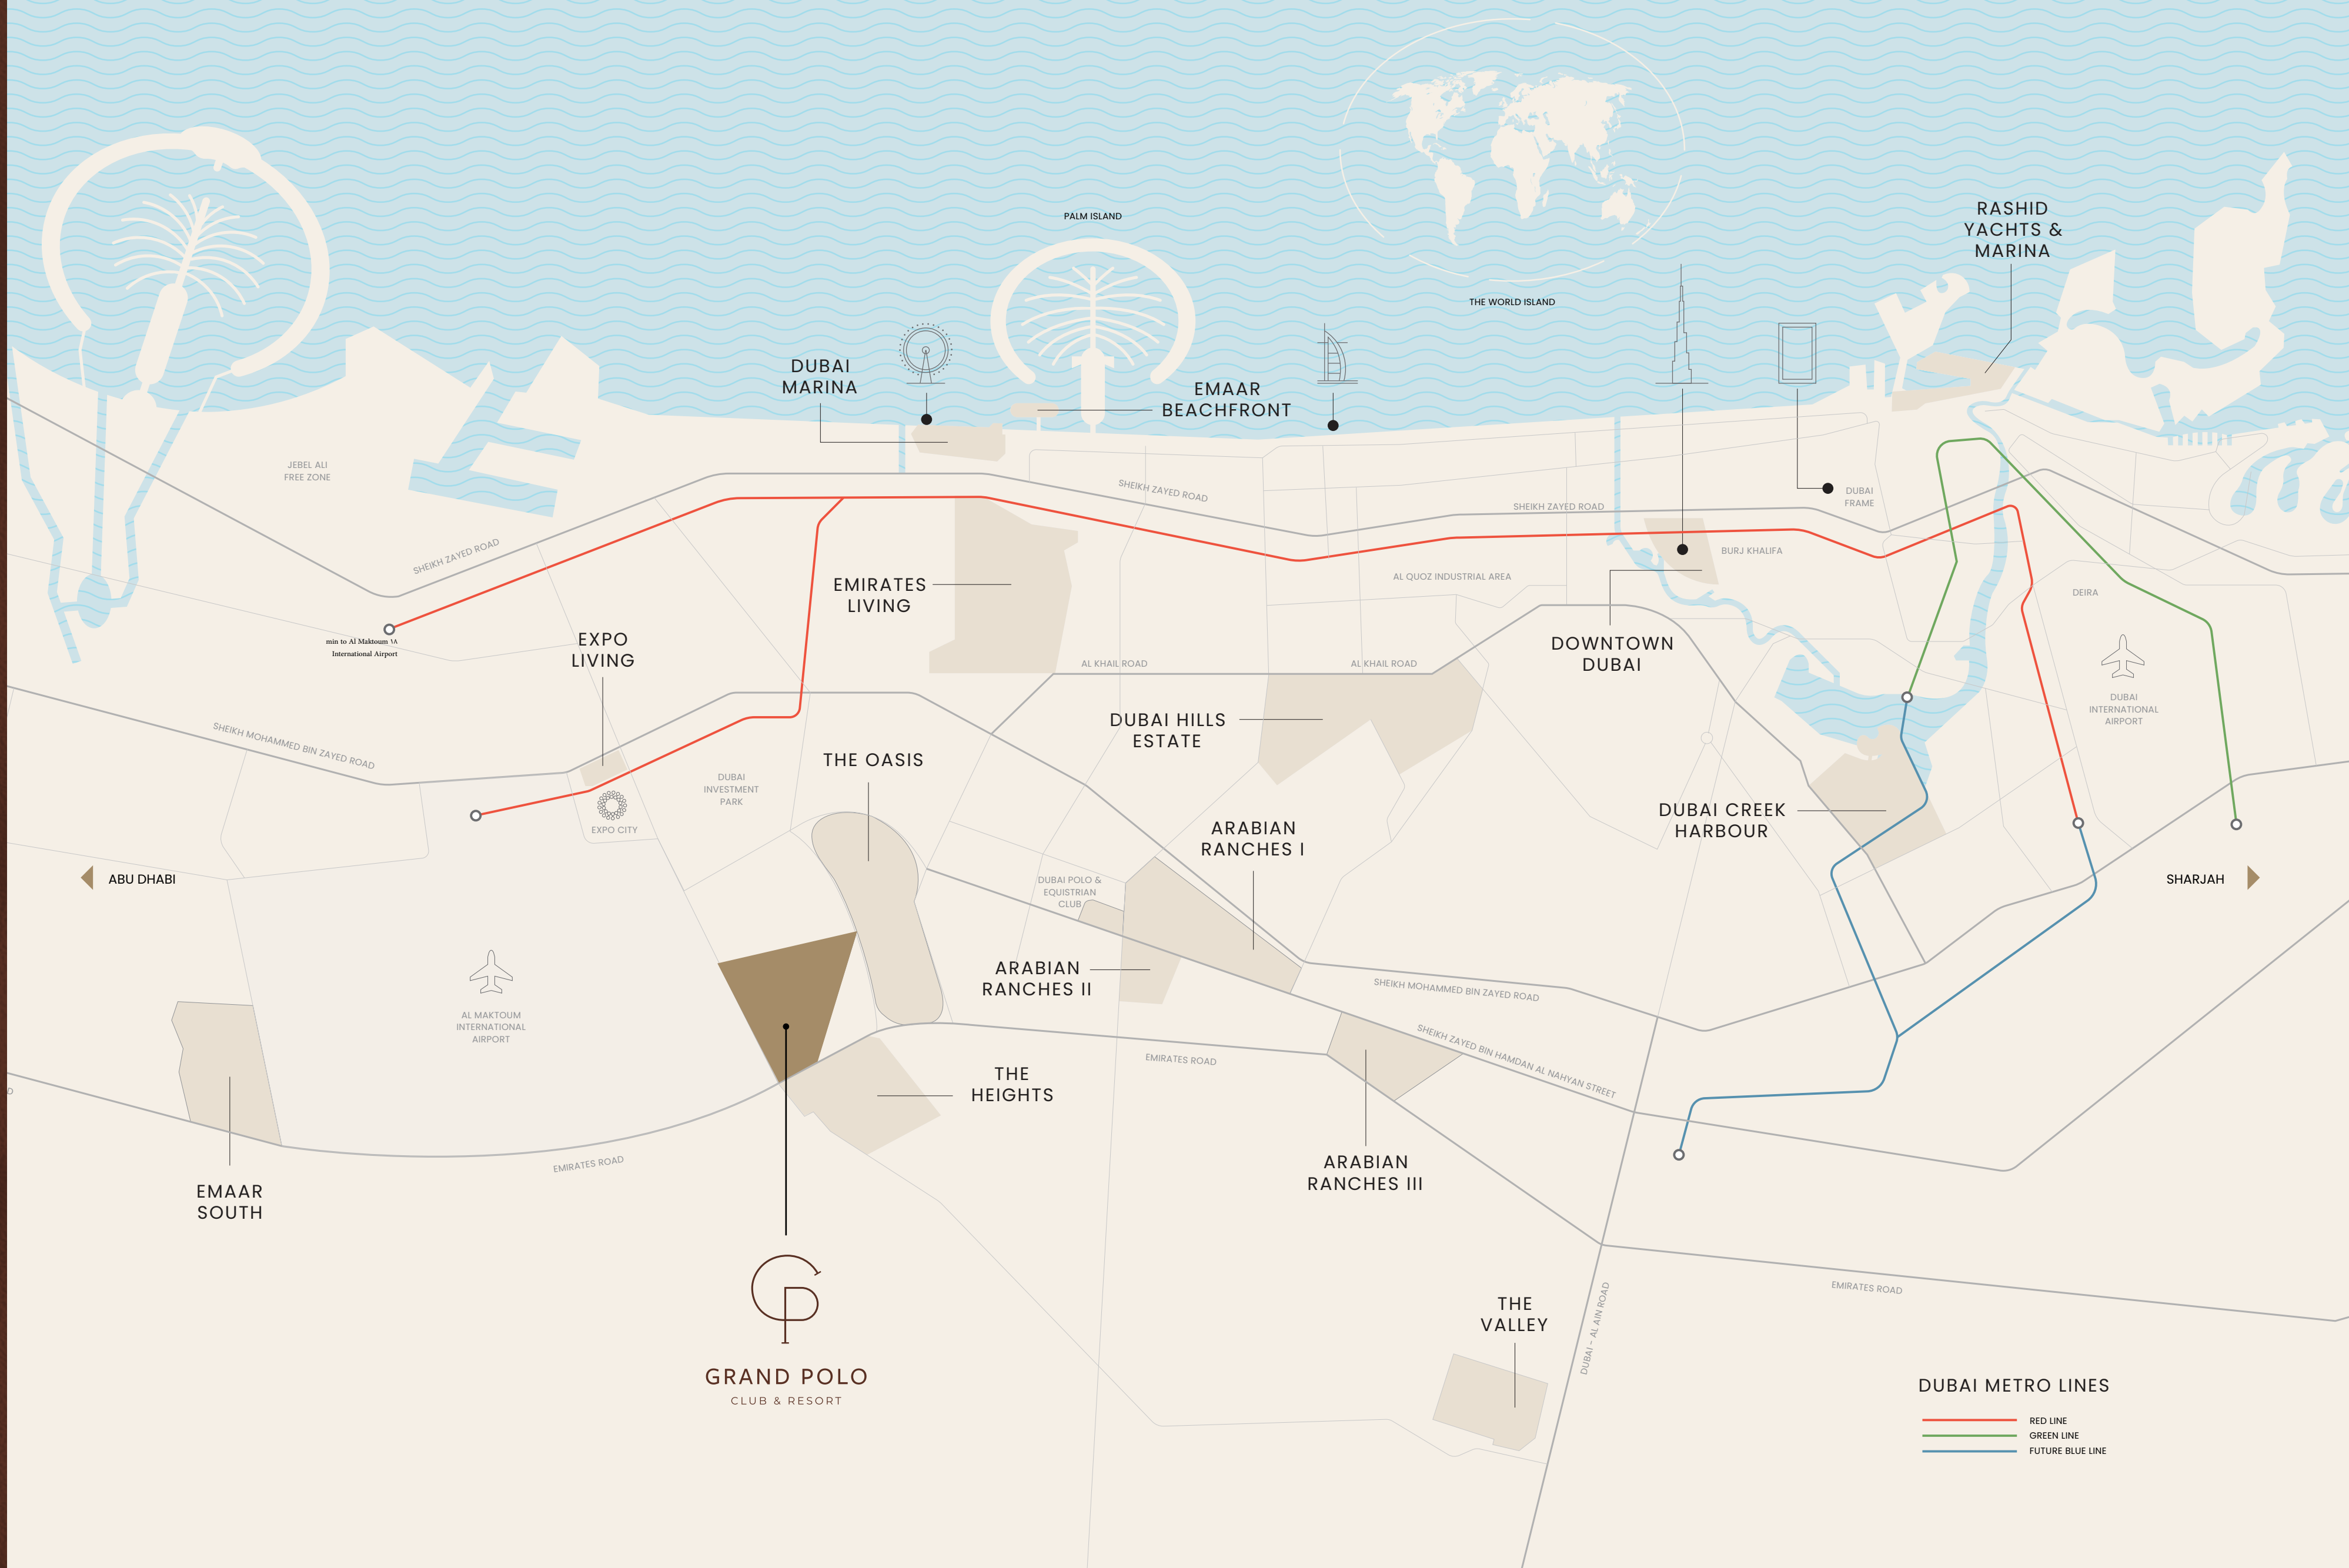 PALM ISLAND
THE WORLD ISLAND
RASHID
YACHTS &
MARINA
DUBAI
MARINA
EMAAR
BEACHFRONT
JEBEL ALI
FREE ZONE
SHEIKH ZAYED ROAD
SHEIKH ZAYED ROAD
SHEIKH ZAYED ROAD
DUBAI
FRAME
BURJ KHALIFA
AL QUOZ INDUSTRIAL AREA
DEIRA
EMIRATES
LIVING
min to Al Maktoum ١٨
International Airport
EXPO
LIVING
AL KHAIL ROAD
AL KHAIL ROAD
DOWNTOWN
DUBAI
DUBAI
INTERNATIONAL
AIRPORT
SHEIKH MOHAMMED BIN ZAYED ROAD
DUBAI HILLS
ESTATE
THE OASIS
DUBAI
INVESTMENT
PARK
EXPO CITY
DUBAI CREEK
HARBOUR
ARABIAN
RANCHES I
ABU DHABI
SHARJAH
DUBAI POLO &
EQUISTRIAN
CLUB
ARABIAN
RANCHES II
SHEIKH MOHAMMED BIN ZAYED ROAD
AL MAKTOUM
INTERNATIONAL
AIRPORT
SHEIKH ZAYED BIN HAMDAN AL NAHYAN STREET
EMIRATES ROAD
THE
HEIGHTS
D
EMIRATES ROAD
ARABIAN
RANCHES III
EMAAR
SOUTH
EMIRATES ROAD
THE
VALLEY
DUBAI - AL AIN ROAD
GRAND POLO
CLUB & RESORT
DUBAI METRO LINES
RED LINE
GREEN LINE
FUTURE BLUE LINE